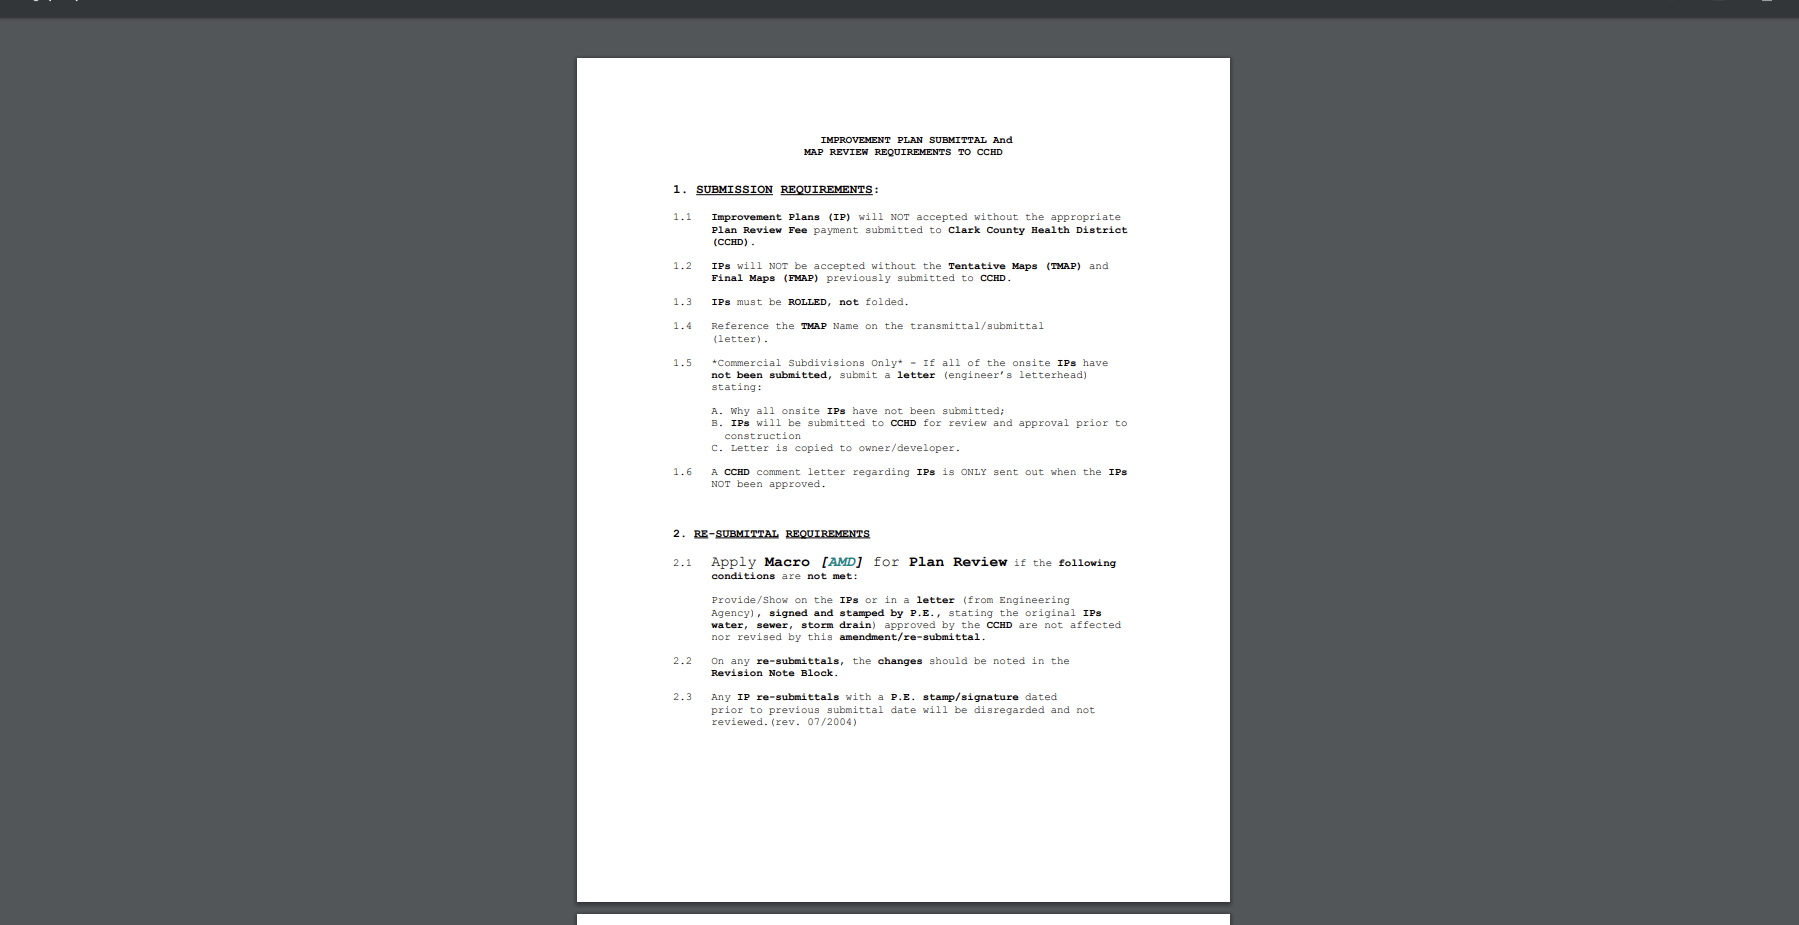 IMPROVEMENT PLAN SUBMITTAL And
MAP REVIEW REQUIREMENTS TO CCHD
1. SUBMISSION REQUIREMENTS:
1.1 Improvement Plans (IP) will NOT accepted without the appropriate
Plan Review Fee payment submitted to Clark County Health District
(CCHD).
1.2 IPs will NOT be accepted without the Tentative Maps (TMAP) and
Final Maps (FMAP) previously submitted to CCHD.
1.3 IPs must be ROLLED, not folded.
1.4 Reference the TMAP Name on the transmittal/submittal
(letter).
1.5 *Commercial Subdivisions Only* - If all of the onsite IPs have
not been submitted, submit a letter (engineer's letterhead)
stating:
A. Why all onsite IPs have not been submitted;
B. IPs will be submitted to CCHD for review and approval prior to
construction
C. Letter is copied to owner/developer.
1.6 A CCHD comment letter regarding IPs is ONLY sent out when the IPs
NOT been approved.
2. RE-SUBMITTAL REQUIREMENTS
2.1 Apply Macro [AMD] for Plan Review if the following
conditions are not met:
Provide/Show on the IPs or in a letter (from Engineering
Agency), signed and stamped by P.E., stating the original IPs
water, sewer, storm drain) approved by the CCHD are not affected
nor revised by this amendment/re-submittal.
2.2 On any re-submittals, the changes should be noted in the
Revision Note Block.
2.3 Any IP re-submittals with a P.E. stamp/signature dated
prior to previous submittal date will be disregarded and not
reviewed.(rev. 07/2004)